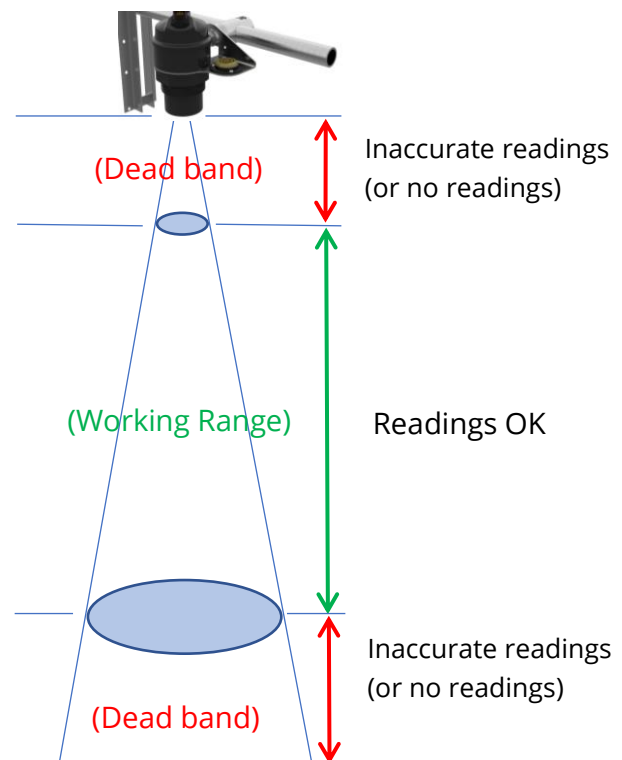 (Dead band)
Inaccurate readings
(or no readings)
(Working Range)
Readings OK
Inaccurate readings
(or no readings)
(Dead band)